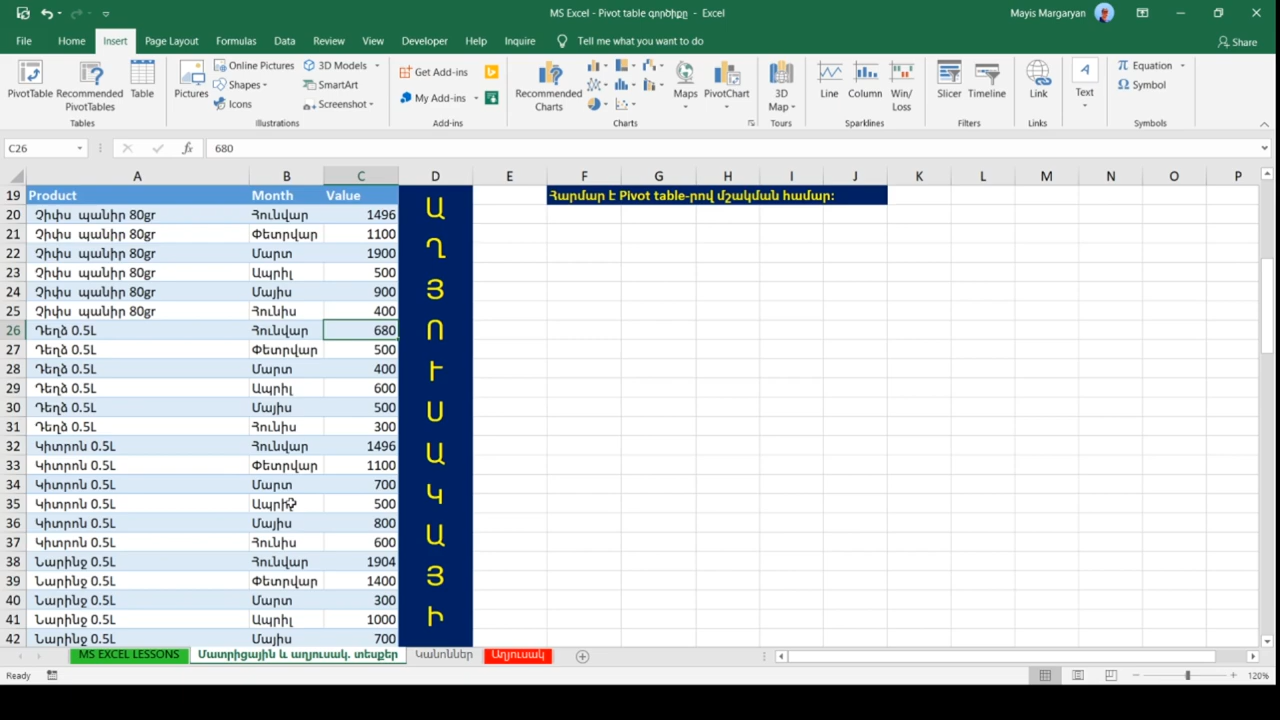 MS Excel - Pivot table գործիքը - Excel
Mayis Margaryan
File Home Insert Page Layout Formulas Data Review View Developer Help Inquire Tell me what you want to do Share
PivotTable Recommended PivotTables Table Pictures Online Pictures Shapes Icons 3D Models SmartArt Screenshot Get Add-ins My Add-ins Recommended Charts Maps PivotChart 3D Map Line Column Win/Loss Slicer Timeline Link Text Equation Symbol
Tables Illustrations Add-ins Charts Tours Sparklines Filters Links Symbols
C26 fx 680
A B C D E F G H I J K L M N O P
19 Product Month Value Հարմար է Pivot table-րով մշակման համար:
20 Չիփս պանիր 80gr Հունվար 1496
21 Չիփս պանիր 80gr Փետրվար 1100
22 Չիփս պանիր 80gr Մարտ 1900
23 Չիփս պանիր 80gr Ապրիլ 500
24 Չիփս պանիր 80gr Մայիս 900
25 Չիփս պանիր 80gr Հունիս 400
26 Դեղձ 0.5L Հունվար 680
27 Դեղձ 0.5L Փետրվար 500
28 Դեղձ 0.5L Մարտ 400
29 Դեղձ 0.5L Ապրիլ 600
30 Դեղձ 0.5L Մայիս 500
31 Դեղձ 0.5L Հունիս 300
32 Կիտրոն 0.5L Հունվար 1496
33 Կիտրոն 0.5L Փետրվար 1100
34 Կիտրոն 0.5L Մարտ 700
35 Կիտրոն 0.5L Ապրիլ 500
36 Կիտրոն 0.5L Մայիս 800
37 Կիտրոն 0.5L Հունիս 600
38 Նարինջ 0.5L Հունվար 1904
39 Նարինջ 0.5L Փետրվար 1400
40 Նարինջ 0.5L Մարտ 300
41 Նարինջ 0.5L Ապրիլ 1000
42 Նարինջ 0.5L Մայիս 700
Ա
Ղ
Յ
Ո
Ւ
Ս
Ա
Կ
Ա
Յ
Ի
MS EXCEL LESSONS Մատրիցային և աղյուսակ. տեսքեր Կանոններ Աղյուսակ
Ready 120%